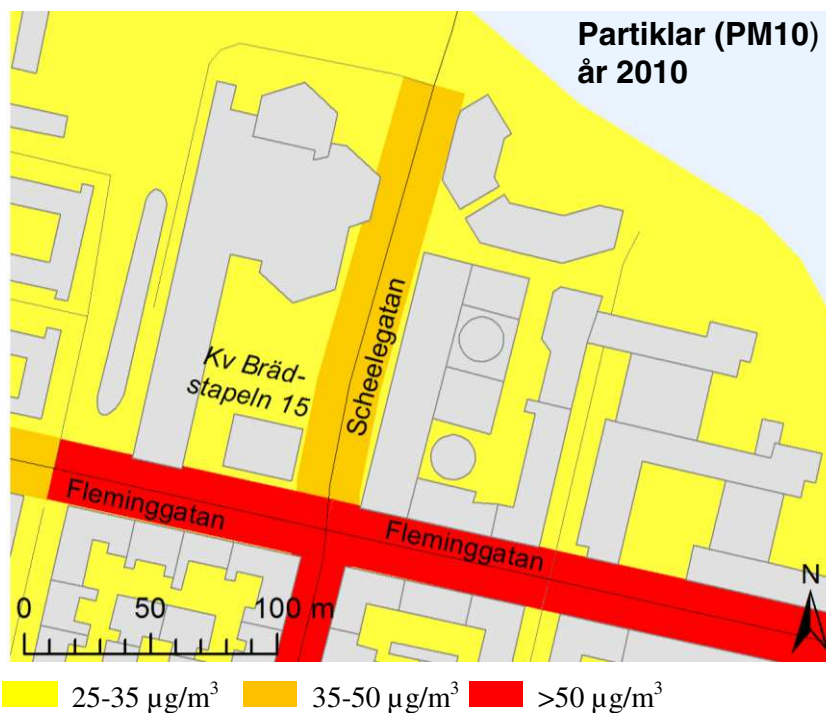 Partiklar (PM10)
år 2010
Scheelegatan
Kv Bräd-
stapeln 15
Fleminggatan
Fleminggatan
0 50 100 m
N
25-35 µg/m³ 35-50 µg/m³ >50 µg/m³